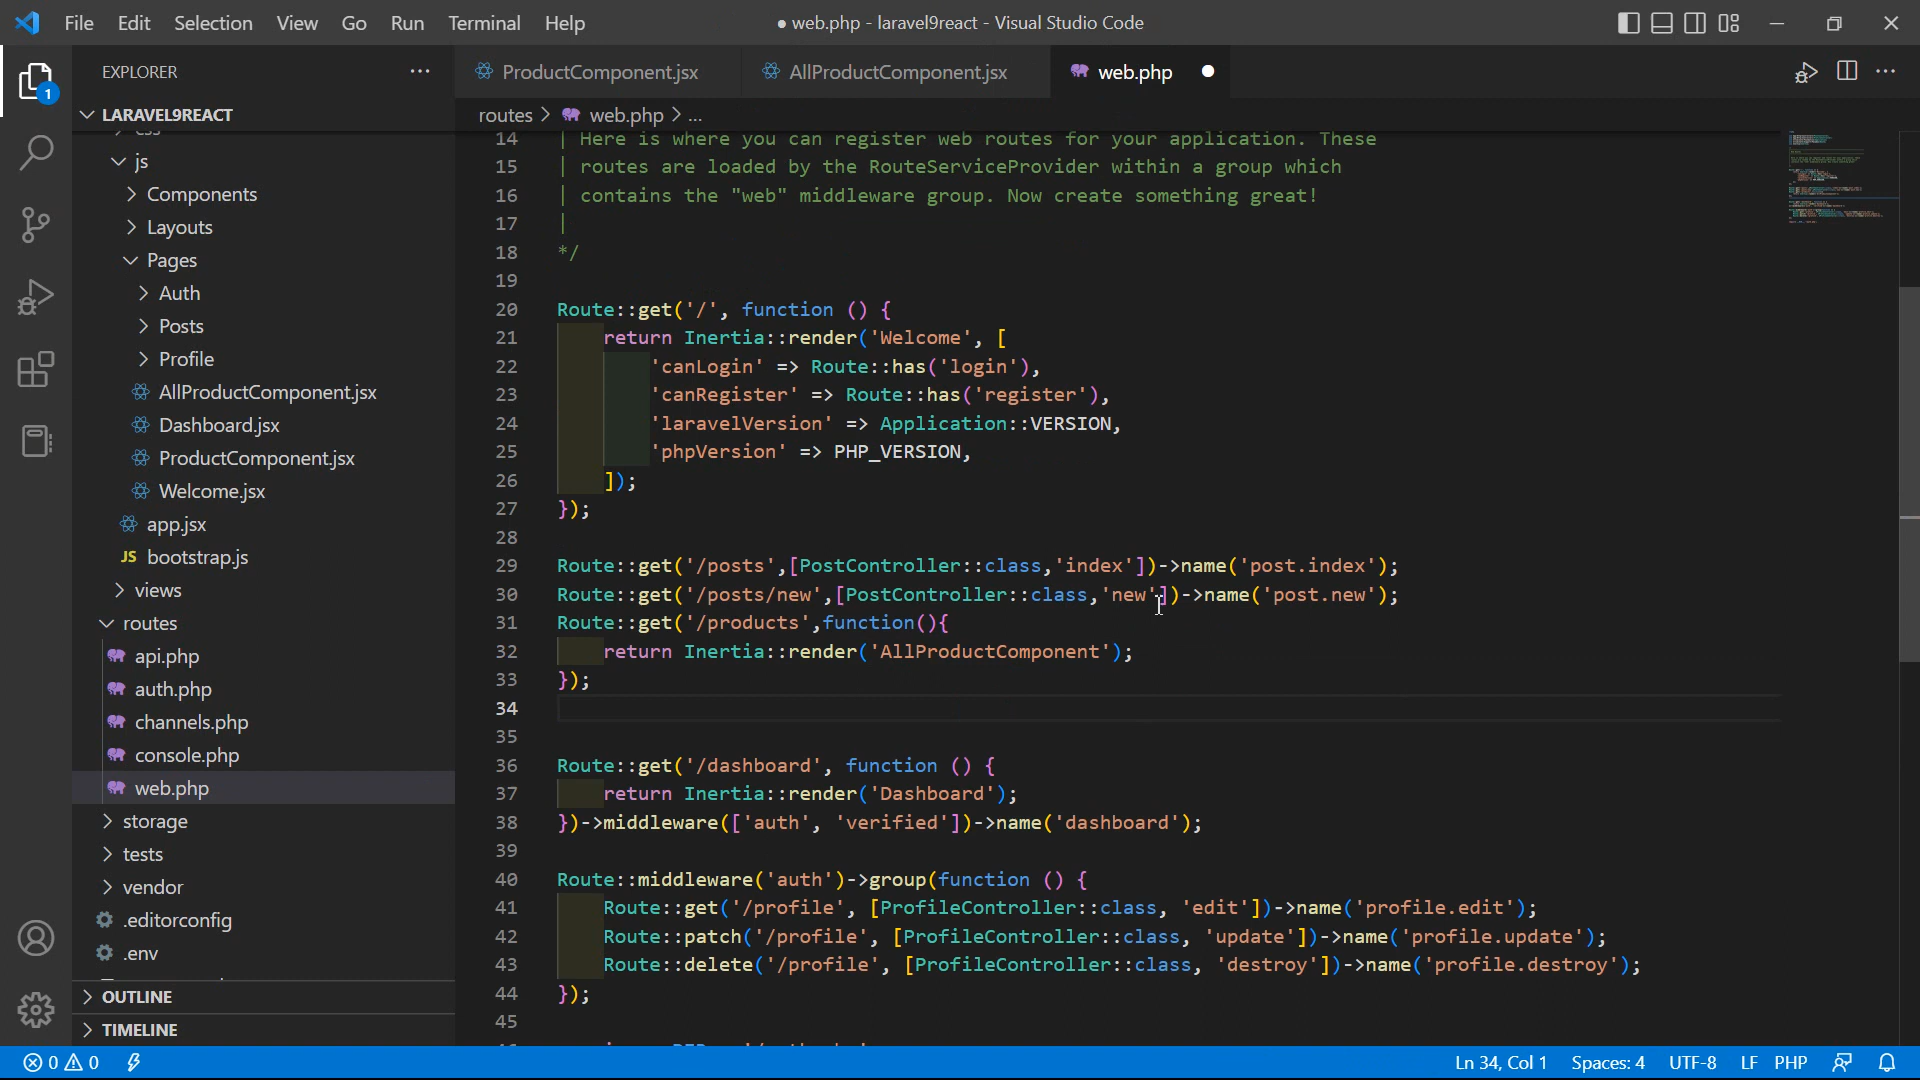 File Edit Selection View Go Run Terminal Help
● web.php - laravel9react - Visual Studio Code
EXPLORER
ProductComponent.jsx
AllProductComponent.jsx
web.php
1
LARAVEL9REACT
routes > web.php > ...
js
Components
Layouts
Pages
Auth
Posts
Profile
AllProductComponent.jsx
Dashboard.jsx
ProductComponent.jsx
Welcome.jsx
app.jsx
JS bootstrap.js
views
routes
api.php
auth.php
channels.php
console.php
web.php
storage
tests
vendor
.editorconfig
.env
OUTLINE
TIMELINE
14 | Here is where you can register web routes for your application. These
15 | routes are loaded by the RouteServiceProvider within a group which
16 | contains the "web" middleware group. Now create something great!
17 |
18 */
19
20 Route::get('/', function () {
21     return Inertia::render('Welcome', [
22         'canLogin' => Route::has('login'),
23         'canRegister' => Route::has('register'),
24         'laravelVersion' => Application::VERSION,
25         'phpVersion' => PHP_VERSION,
26     ]);
27 });
28
29 Route::get('/posts',[PostController::class,'index'])->name('post.index');
30 Route::get('/posts/new',[PostController::class,'new'])->name('post.new');
31 Route::get('/products',function(){
32     return Inertia::render('AllProductComponent');
33 });
34
35
36 Route::get('/dashboard', function () {
37     return Inertia::render('Dashboard');
38 })->middleware(['auth', 'verified'])->name('dashboard');
39
40 Route::middleware('auth')->group(function () {
41     Route::get('/profile', [ProfileController::class, 'edit'])->name('profile.edit');
42     Route::patch('/profile', [ProfileController::class, 'update'])->name('profile.update');
43     Route::delete('/profile', [ProfileController::class, 'destroy'])->name('profile.destroy');
44 });
45
0 0
Ln 34, Col 1 Spaces: 4 UTF-8 LF PHP